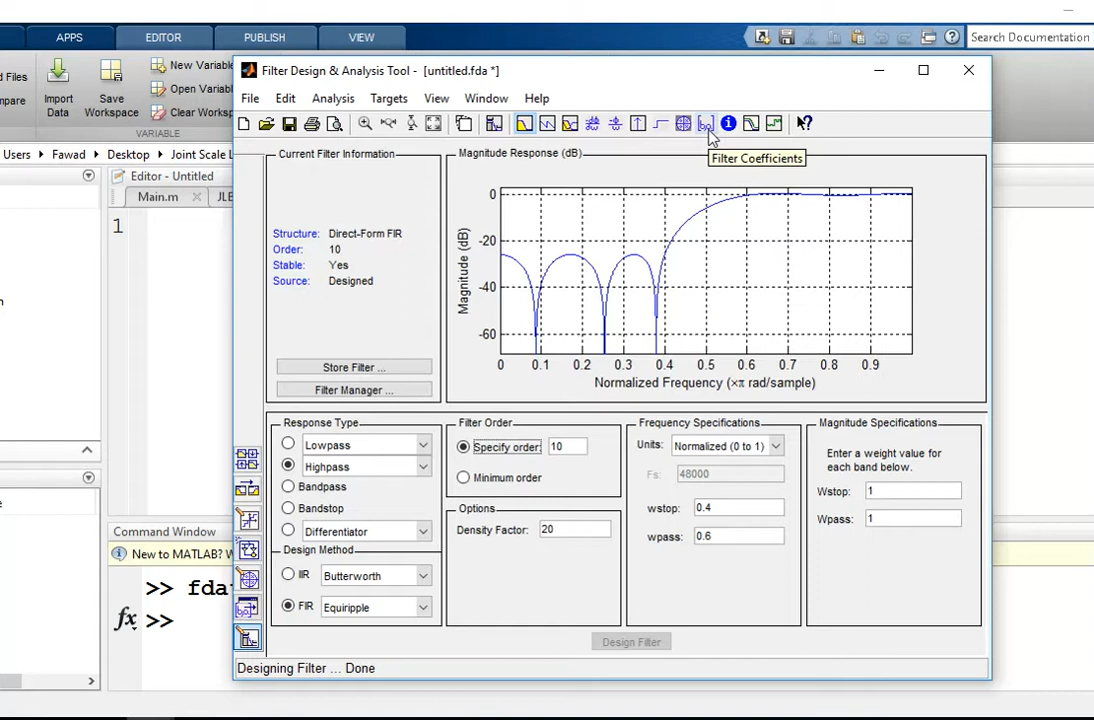 APPS EDITOR PUBLISH VIEW
Search Documentation
d Files
mpare
Import Data
Save Workspace
New Variabl
Open Variabl
Clear Worksp
VARIABLE
Users Fawad Desktop Joint Scale L
Editor - Untitled
Main.m JLB
1
Filter Design & Analysis Tool - [untitled.fda *]
File Edit Analysis Targets View Window Help
Filter Coefficients
Current Filter Information
Structure: Direct-Form FIR
Order: 10
Stable: Yes
Source: Designed
Store Filter ...
Filter Manager ...
Magnitude Response (dB)
Magnitude (dB)
0
-20
-40
-60
0 0.1 0.2 0.3 0.4 0.5 0.6 0.7 0.8 0.9
Normalized Frequency (×π rad/sample)
Response Type
Lowpass
Highpass
Bandpass
Bandstop
Differentiator
Design Method
IIR Butterworth
FIR Equiripple
Filter Order
Specify order: 10
Minimum order
Options
Density Factor: 20
Frequency Specifications
Units: Normalized (0 to 1)
Fs: 48000
wstop: 0.4
wpass: 0.6
Magnitude Specifications
Enter a weight value for
each band below.
Wstop: 1
Wpass: 1
Design Filter
Designing Filter ... Done
Command Window
New to MATLAB? W
>> fda
fx >>